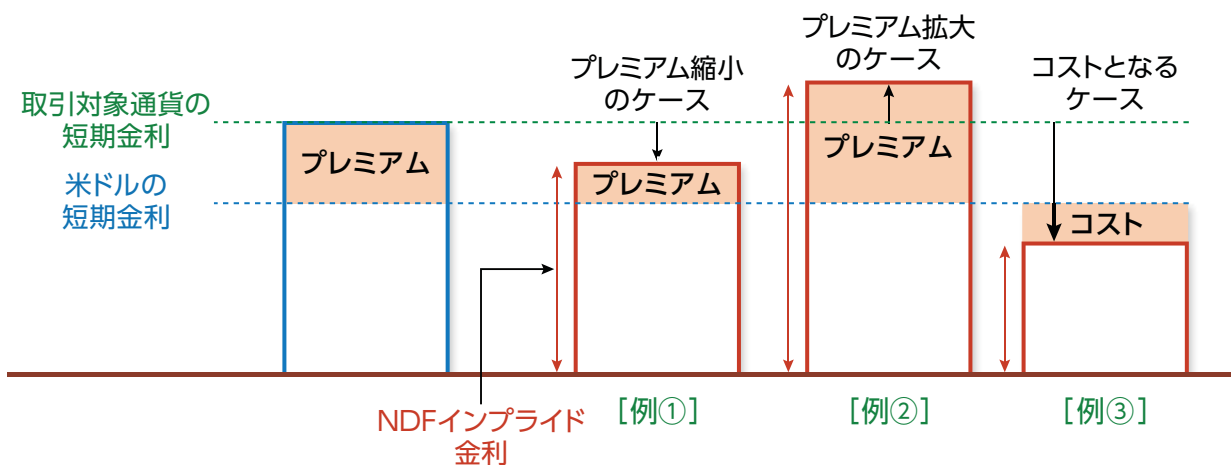 取引対象通貨の
短期金利
米ドルの
短期金利
プレミアム
プレミアム縮小
のケース
プレミアム
プレミアム拡大
のケース
プレミアム
コストとなる
ケース
コスト
NDFインプライド
金利
［例①］
［例②］
［例③］